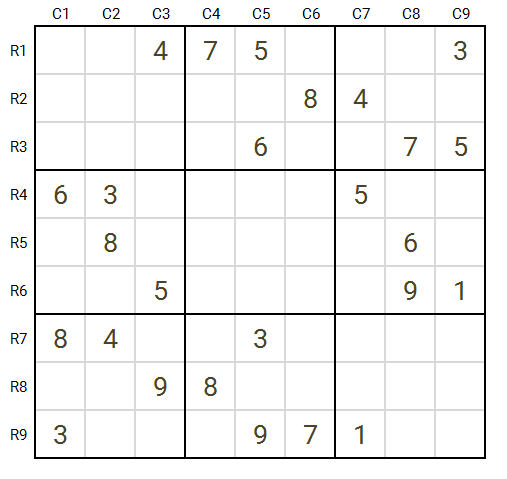 C1 C2 C3 C4 C5 C6 C7 C8 C9
R1 4 7 5 3
R2 8 4
R3 6 7 5
R4 6 3 5
R5 8 6
R6 5 9 1
R7 8 4 3
R8 9 8
R9 3 9 7 1